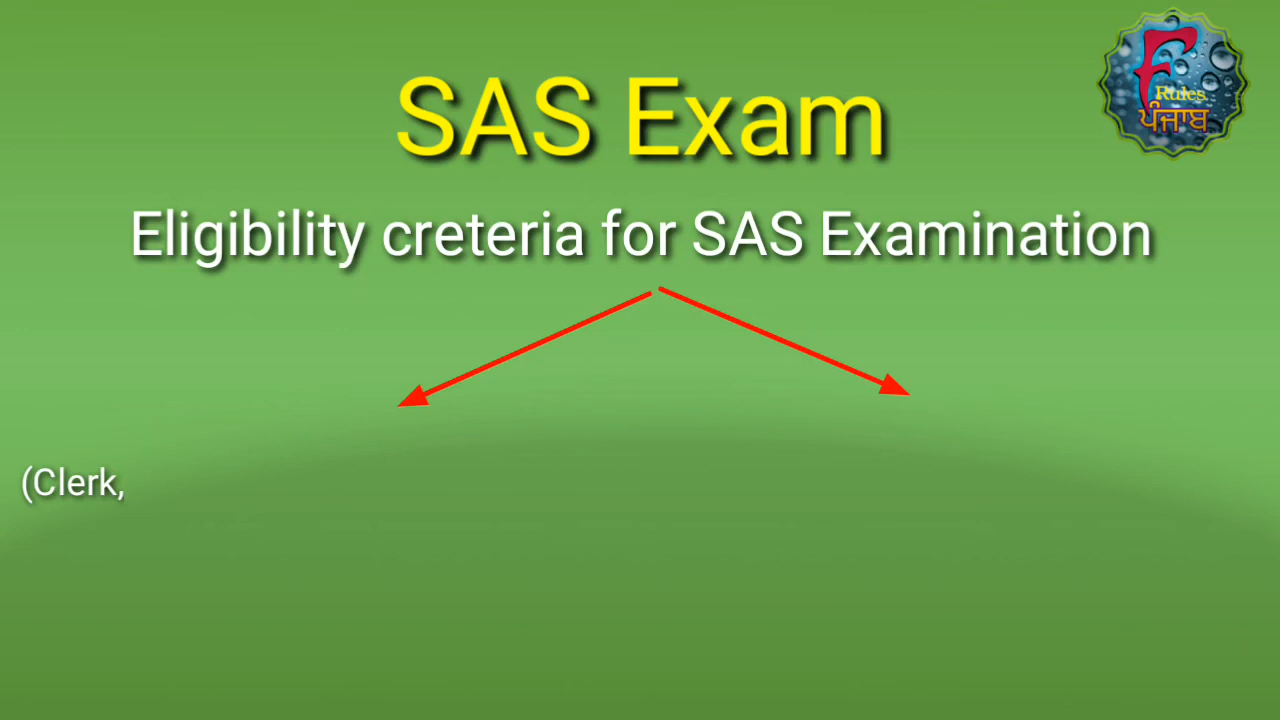 SAS Exam
F
Rules
ਪੰਜਾਬ
Eligibility creteria for SAS Examination
(Clerk,